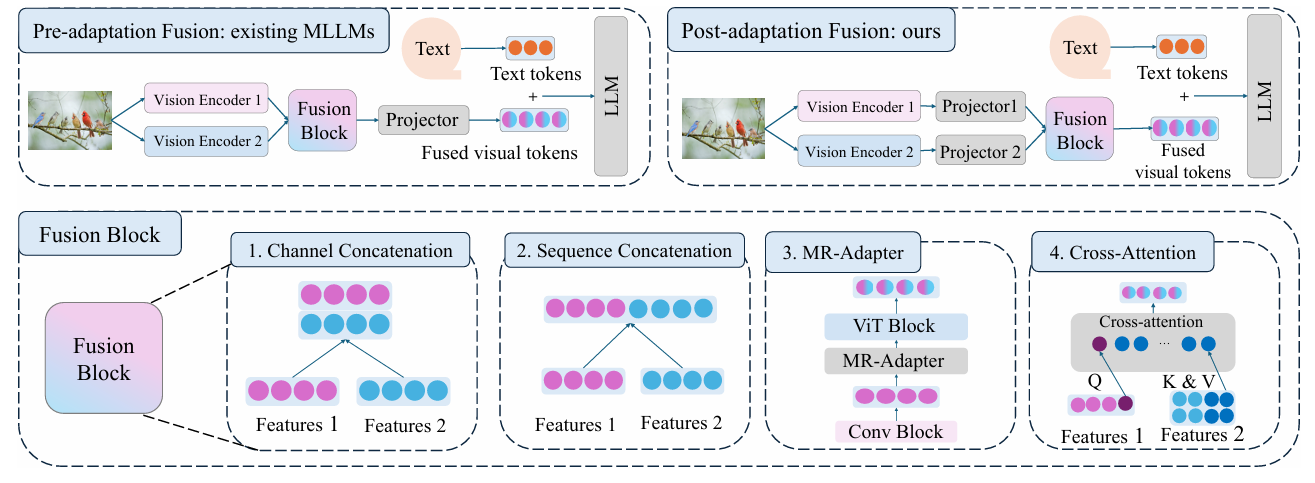 Pre-adaptation Fusion: existing MLLMs
Text
Text tokens
+
Vision Encoder 1
Vision Encoder 2
Fusion
Block
Projector
Fused visual tokens
LLM
Post-adaptation Fusion: ours
Text
Text tokens
+
Vision Encoder 1
Projector1
Vision Encoder 2
Projector 2
Fusion
Block
Fused
visual tokens
LLM
Fusion Block
Fusion
Block
1. Channel Concatenation
Features 1
Features 2
2. Sequence Concatenation
Features 1
Features 2
3. MR-Adapter
ViT Block
MR-Adapter
Conv Block
4. Cross-Attention
Cross-attention
...
Q
K & V
Features 1
Features 2